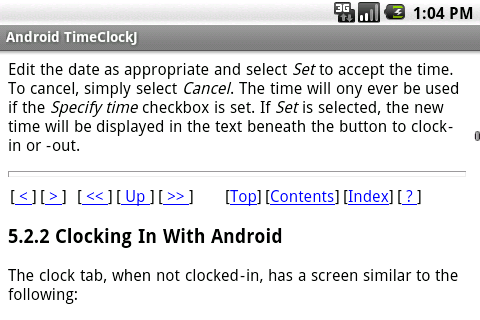 3G 1:04 PM
Android TimeClockJ
Edit the date as appropriate and select Set to accept the time.
To cancel, simply select Cancel. The time will ony ever be used
if the Specify time checkbox is set. If Set is selected, the new
time will be displayed in the text beneath the button to clock-
in or -out.
[ < ] [ > ] [ << ] [ Up ] [ >> ] [Top] [Contents] [Index] [ ? ]
5.2.2 Clocking In With Android
The clock tab, when not clocked-in, has a screen similar to the
following: